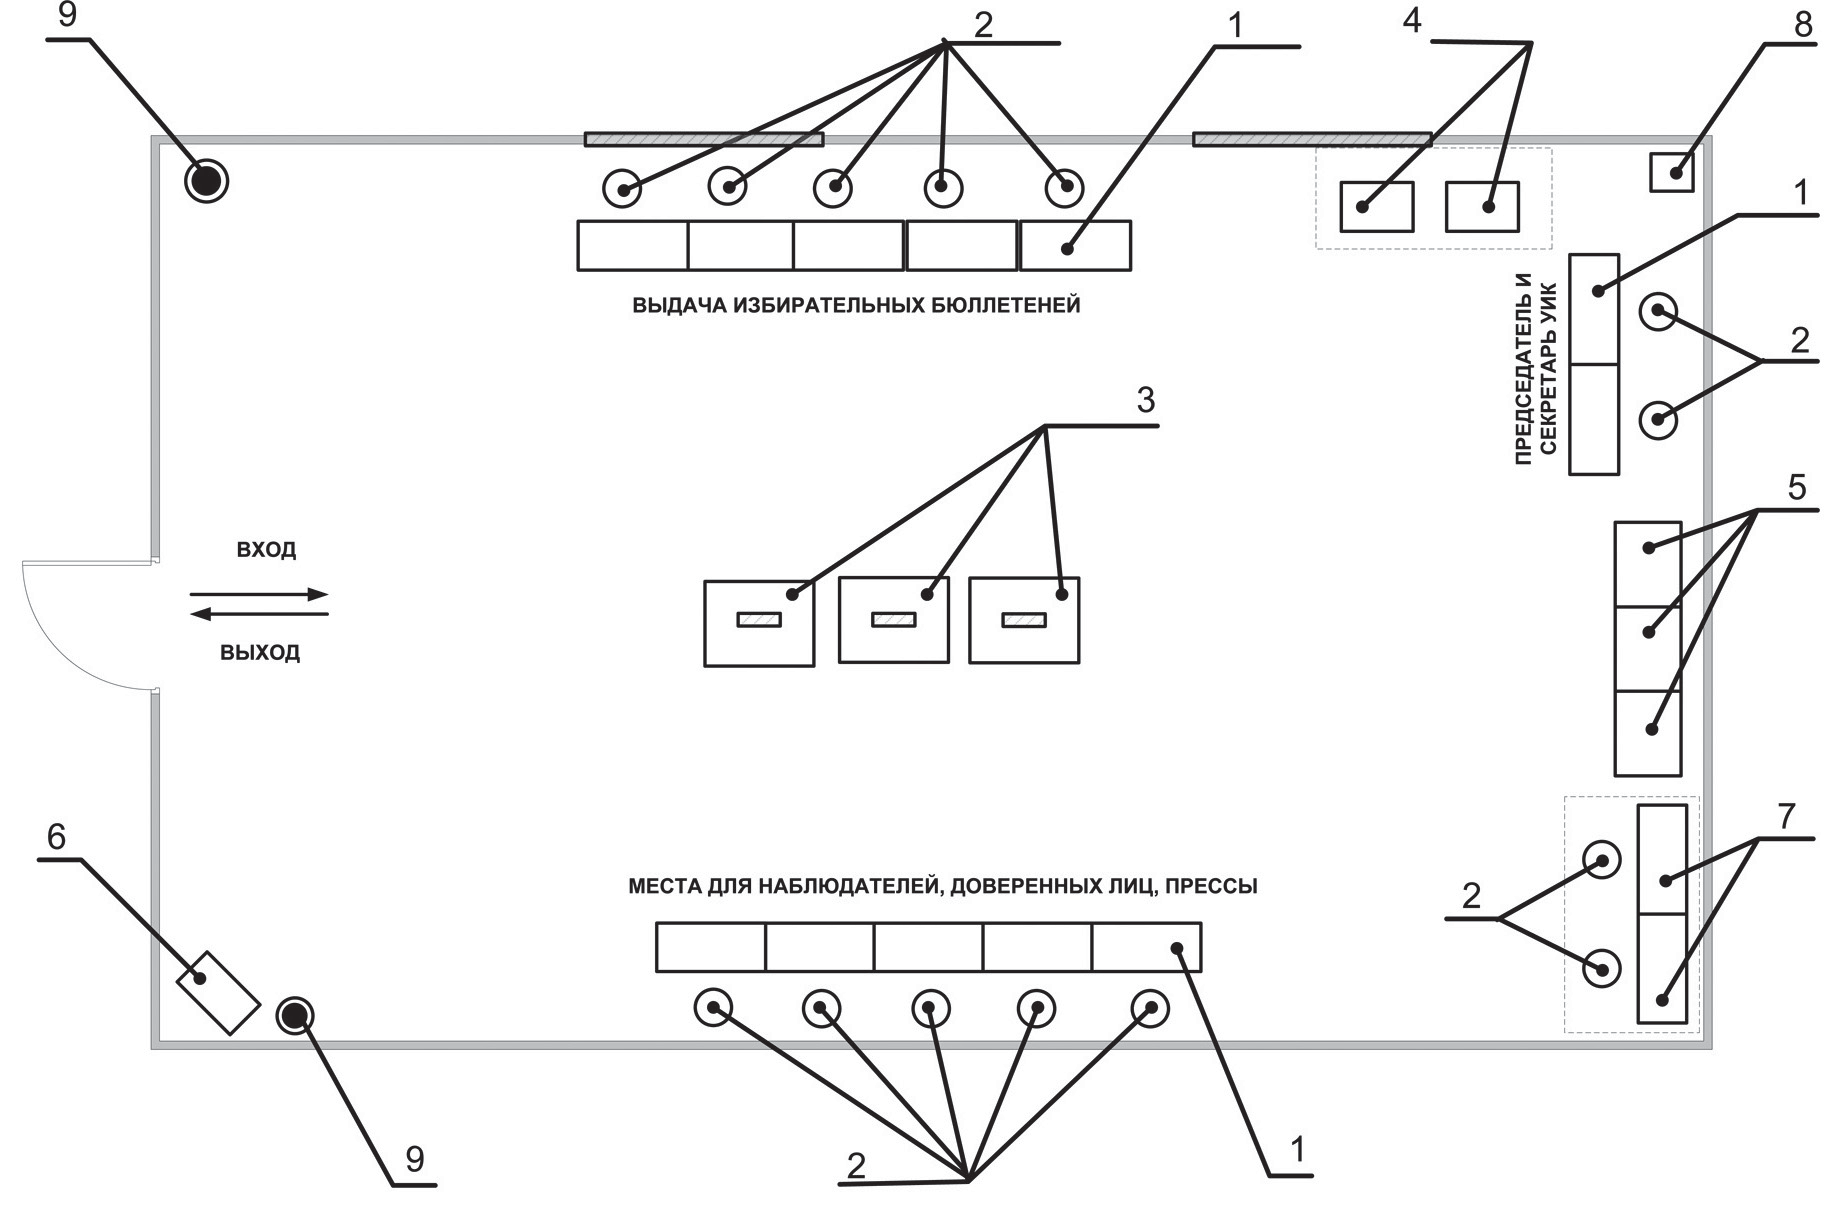 9
2
1
4
8
1
ВЫДАЧА ИЗБИРАТЕЛЬНЫХ БЮЛЛЕТЕНЕЙ
ПРЕДСЕДАТЕЛЬ И
СЕКРЕТАРЬ УИК
2
3
5
ВХОД
ВЫХОД
6
7
МЕСТА ДЛЯ НАБЛЮДАТЕЛЕЙ, ДОВЕРЕННЫХ ЛИЦ, ПРЕССЫ
2
9
2
1